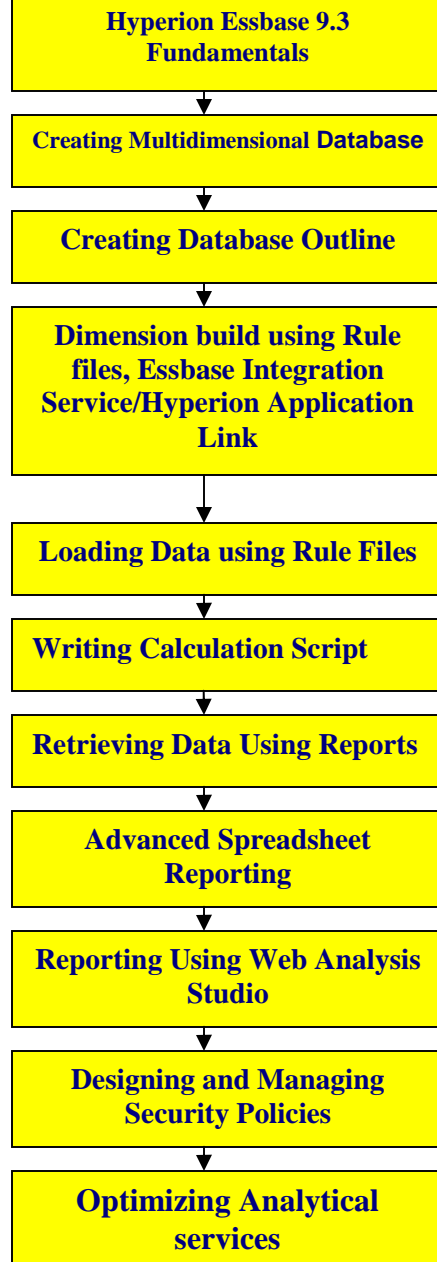 Hyperion Essbase 9.3
Fundamentals
Creating Multidimensional Database
Creating Database Outline
Dimension build using Rule
files, Essbase Integration
Service/Hyperion Application
Link
Loading Data using Rule Files
Writing Calculation Script
Retrieving Data Using Reports
Advanced Spreadsheet
Reporting
Reporting Using Web Analysis
Studio
Designing and Managing
Security Policies
Optimizing Analytical
services